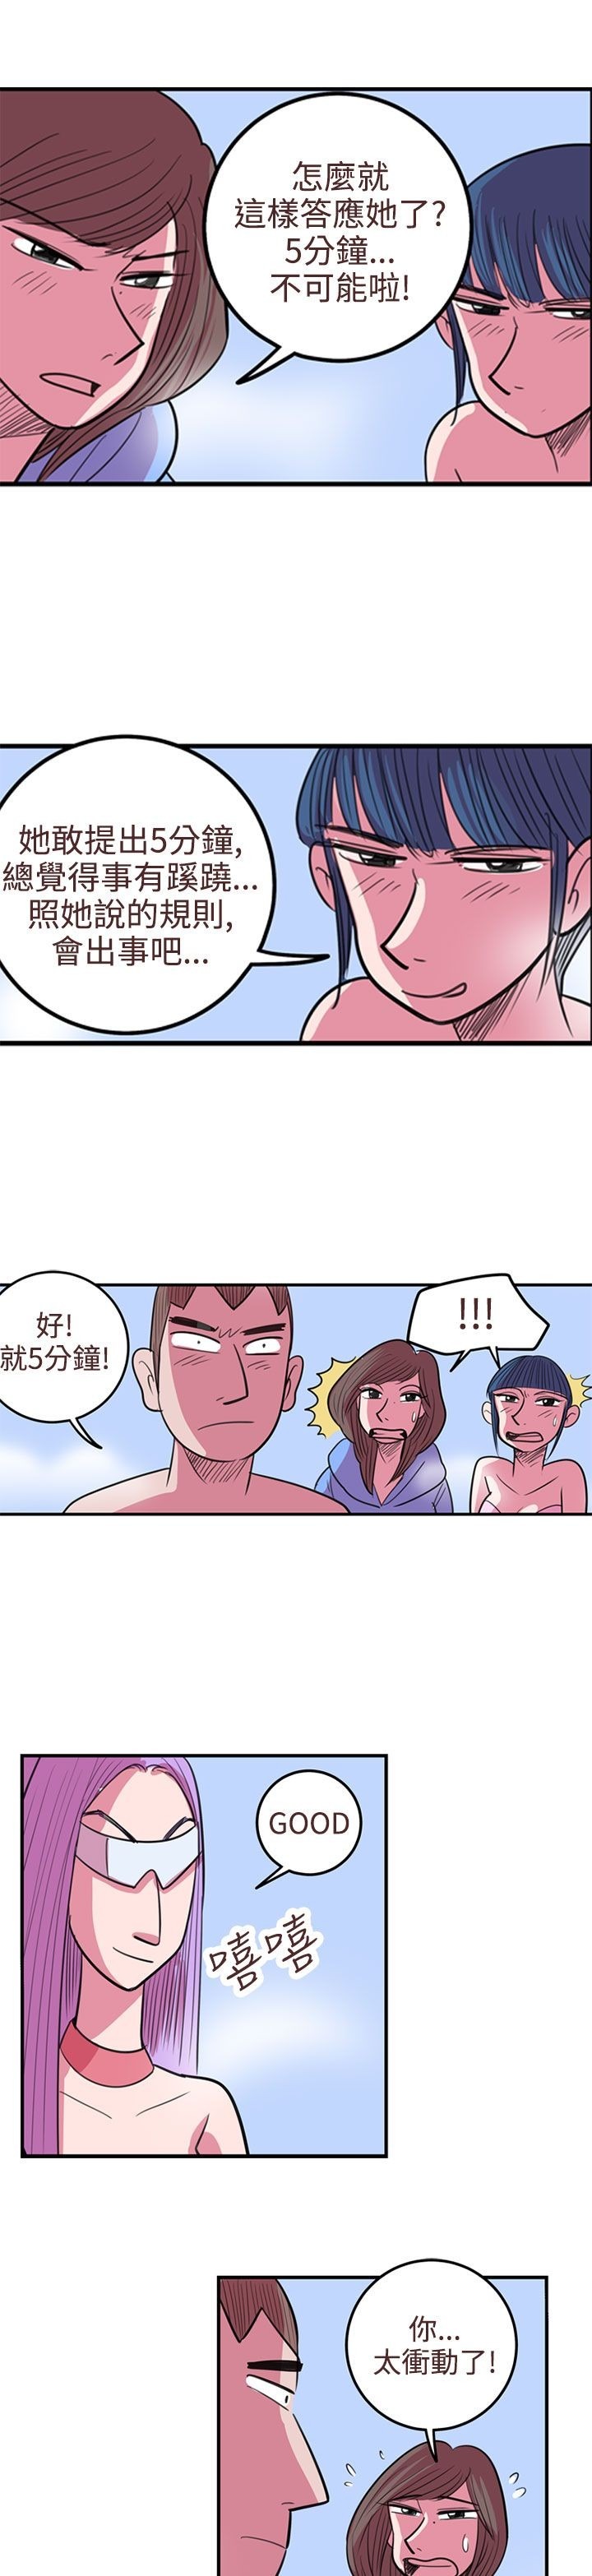 怎麼就
這樣答應她了?
5分鐘...
不可能啦!
她敢提出5分鐘,
總覺得事有蹊蹺...
照她說的規則,
會出事吧...
好!
就5分鐘!
!!!
GOOD
嘻嘻
你...
太衝動了!